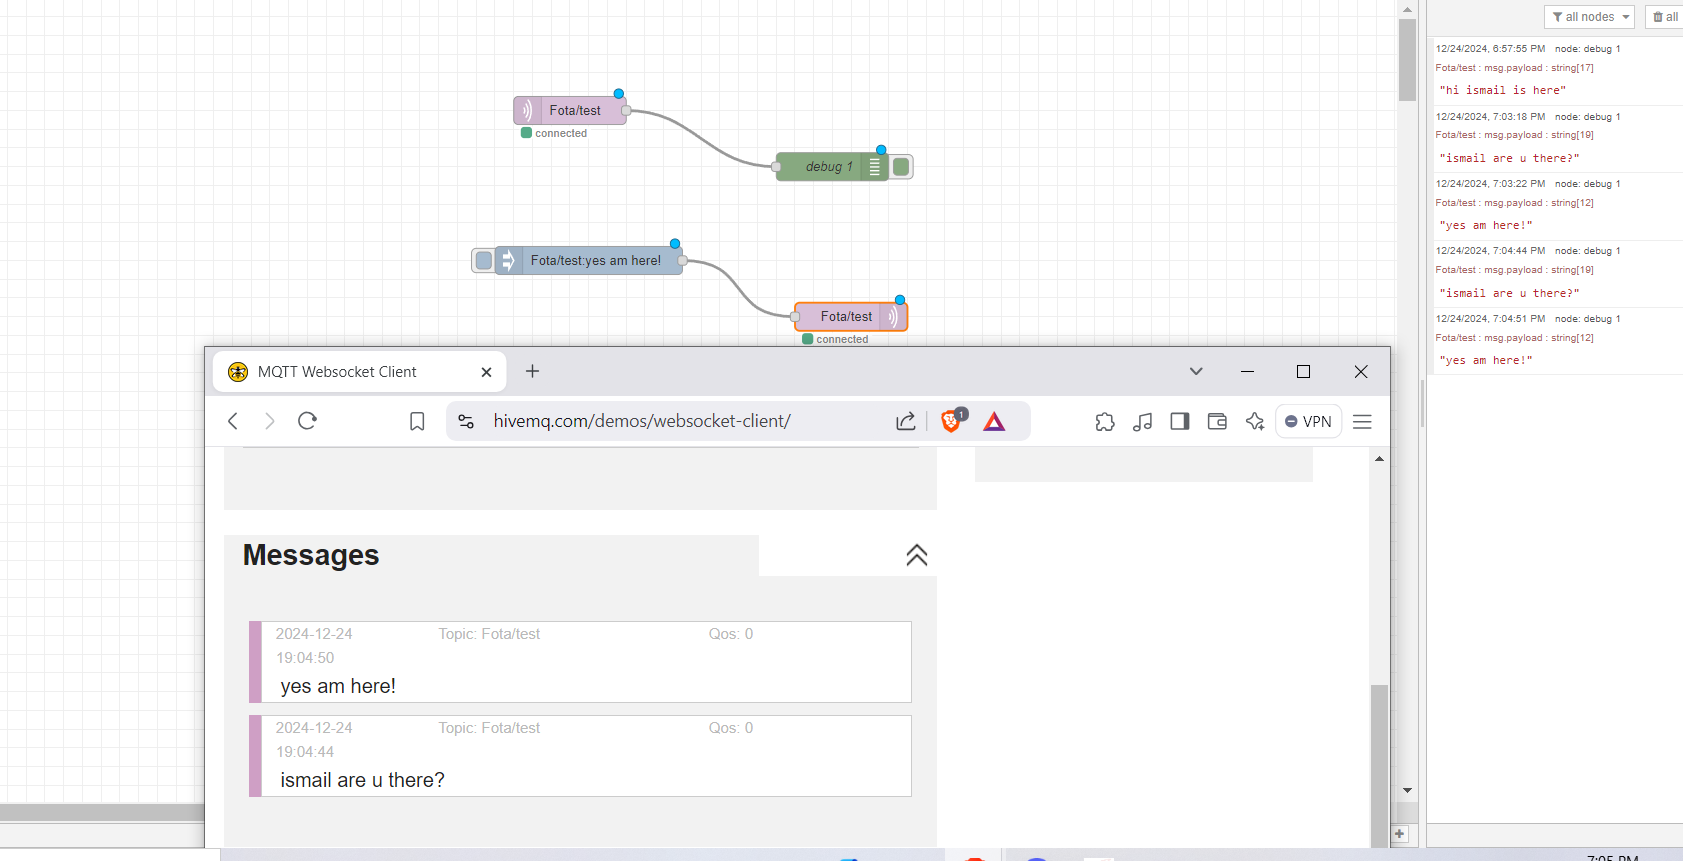 Fota/test
connected
debug 1
Fota/test:yes am here!
Fota/test
connected
all nodes
all
12/24/2024, 6:57:55 PM node: debug 1
Fota/test : msg.payload : string[17]
"hi ismail is here"
12/24/2024, 7:03:18 PM node: debug 1
Fota/test : msg.payload : string[19]
"ismail are u there?"
12/24/2024, 7:03:22 PM node: debug 1
Fota/test : msg.payload : string[12]
"yes am here!"
12/24/2024, 7:04:44 PM node: debug 1
Fota/test : msg.payload : string[19]
"ismail are u there?"
12/24/2024, 7:04:51 PM node: debug 1
Fota/test : msg.payload : string[12]
"yes am here!"
MQTT Websocket Client
hivemq.com/demos/websocket-client/
1
VPN
Messages
2024-12-24 Topic: Fota/test Qos: 0
19:04:50
yes am here!
2024-12-24 Topic: Fota/test Qos: 0
19:04:44
ismail are u there?
7:05 PM